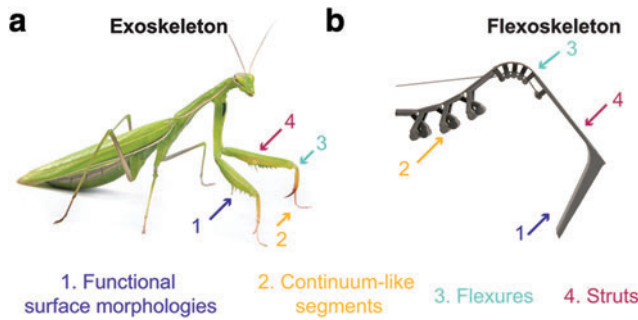 a
Exoskeleton
b
Flexoskeleton
3
4
3
2
1
2
1
1. Functional
surface morphologies
2. Continuum-like
segments
3. Flexures
4. Struts